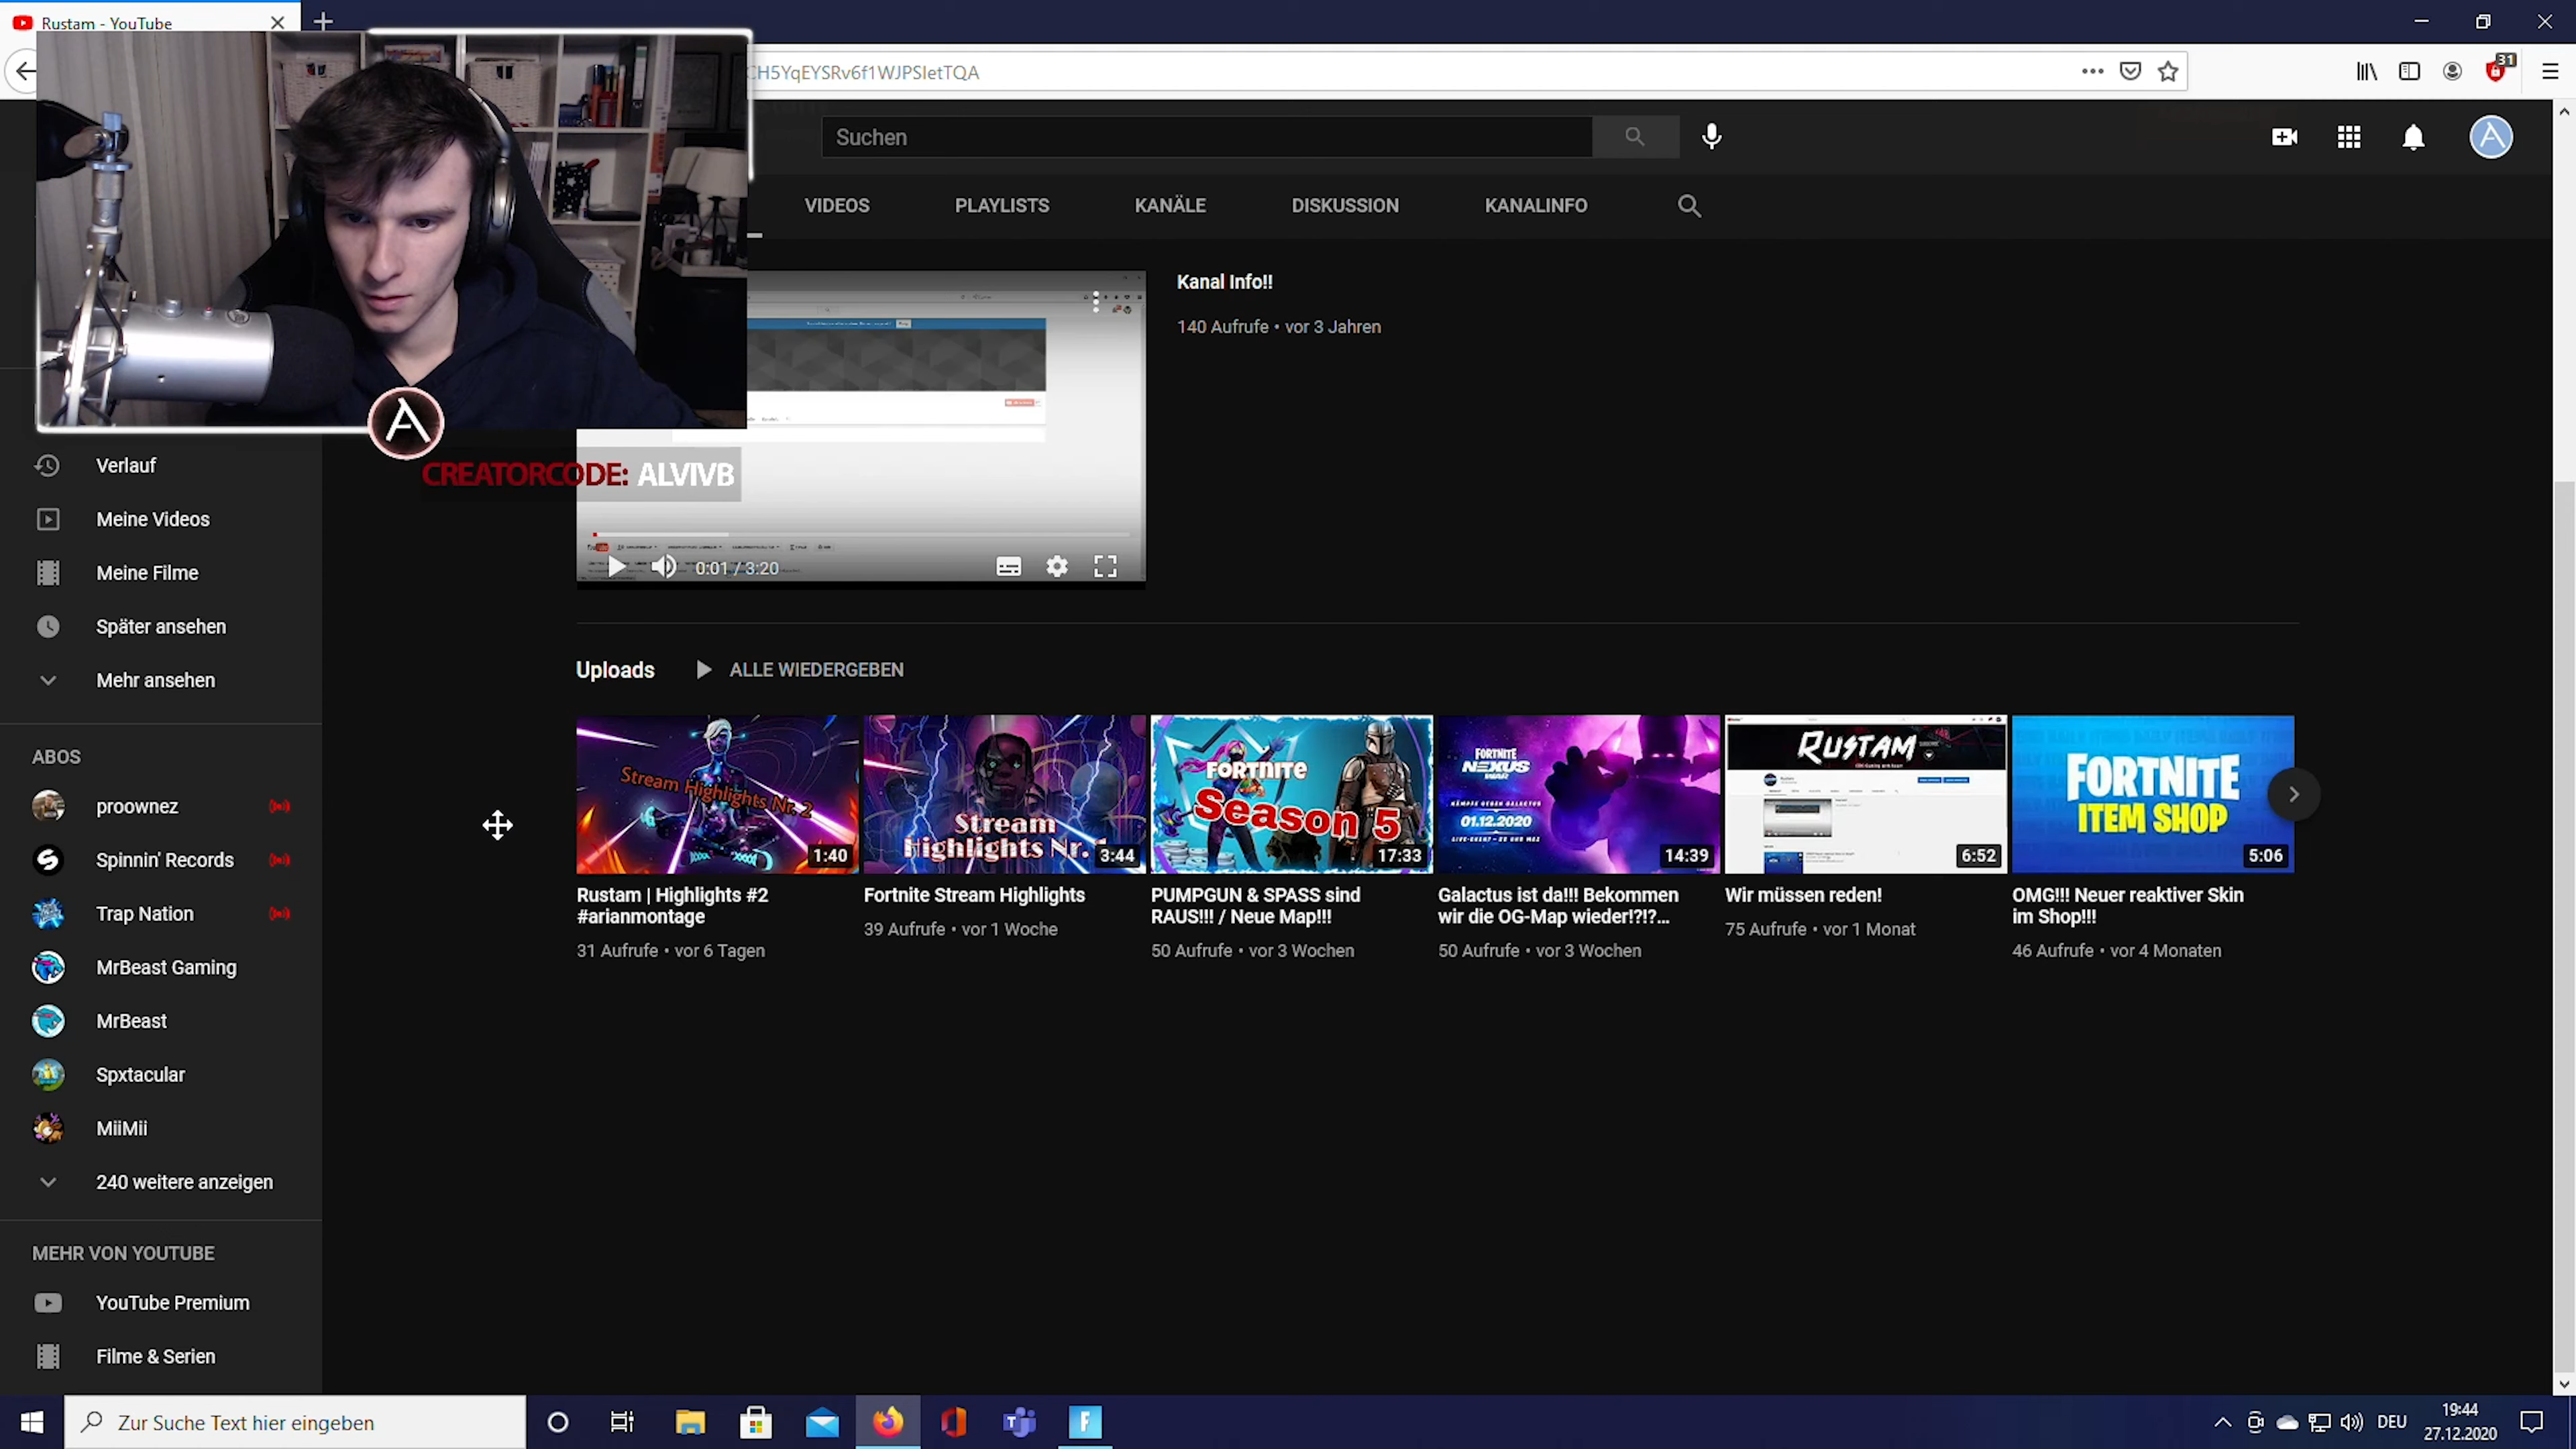 Rustam - YouTube
CH5YqEYSRv6f1WJPSIetTQA
31
Suchen
VIDEOS PLAYLISTS KANÄLE DISKUSSION KANALINFO
Kanal Info!!
140 Aufrufe • vor 3 Jahren
CREATORCODE: ALVIVB
0:01 / 3:20
Verlauf
Meine Videos
Meine Filme
Später ansehen
Mehr ansehen
ABOS
proownez
Spinnin' Records
Trap Nation
MrBeast Gaming
MrBeast
Spxtacular
MiiMii
240 weitere anzeigen
MEHR VON YOUTUBE
YouTube Premium
Filme & Serien
Uploads ALLE WIEDERGEBEN
Stream Highlights Nr. 2
1:40
Rustam | Highlights #2
#arianmontage
31 Aufrufe • vor 6 Tagen
Stream
Highlights Nr.
3:44
Fortnite Stream Highlights
39 Aufrufe • vor 1 Woche
FORTNITE
Season 5
17:33
PUMPGUN & SPASS sind
RAUS!!! / Neue Map!!!
50 Aufrufe • vor 3 Wochen
FORTNITE
NEXUS
WAR
KÄMPFE GEGEN GALACTUS
01.12.2020
14:39
Galactus ist da!!! Bekommen
wir die OG-Map wieder!?!?...
50 Aufrufe • vor 3 Wochen
RUSTAM
6:52
Wir müssen reden!
75 Aufrufe • vor 1 Monat
FORTNITE
ITEM SHOP
5:06
OMG!!! Neuer reaktiver Skin
im Shop!!!
46 Aufrufe • vor 4 Monaten
Zur Suche Text hier eingeben
DEU
19:44
27.12.2020